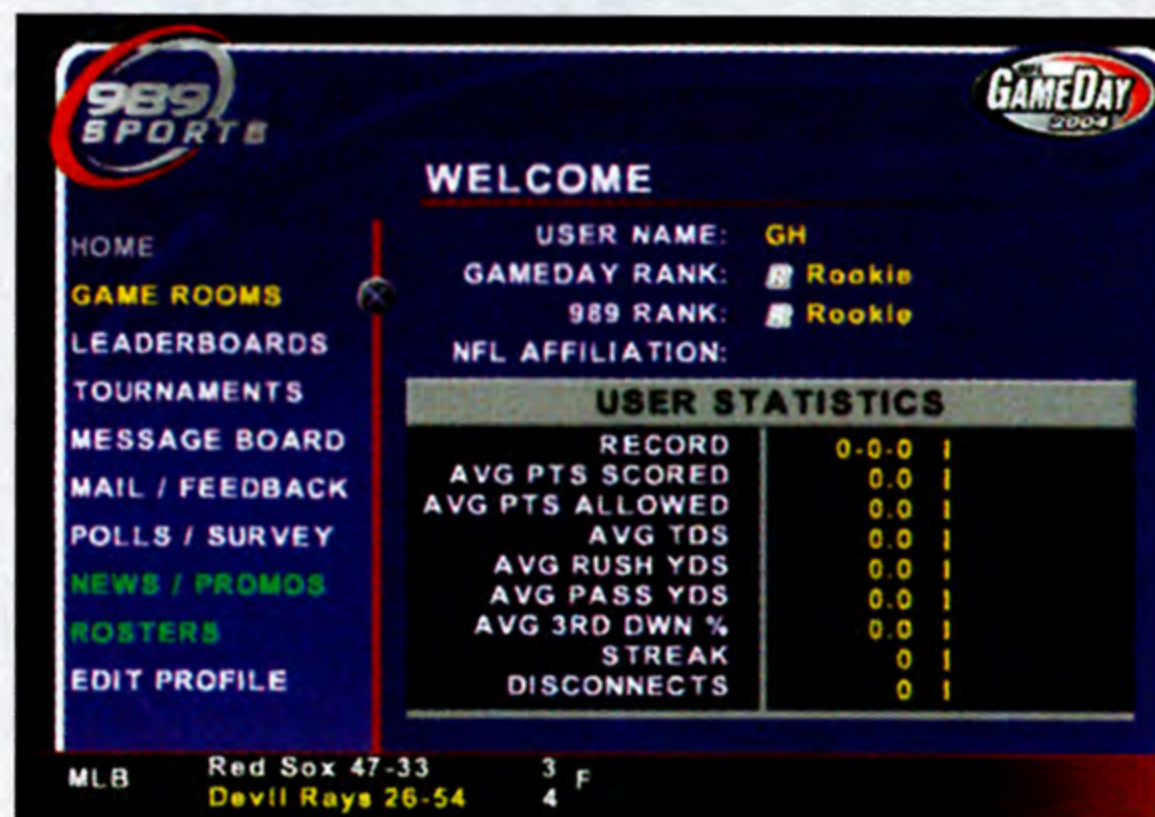 989
SPORTS
NFL
GAMEDAY
2004
WELCOME
HOME
GAME ROOMS
LEADERBOARDS
TOURNAMENTS
MESSAGE BOARD
MAIL / FEEDBACK
POLLS / SURVEY
NEWS / PROMOS
ROSTERS
EDIT PROFILE
USER NAME: GH
GAMEDAY RANK: R Rookie
989 RANK: R Rookie
NFL AFFILIATION:
USER STATISTICS
RECORD 0-0-0 |
AVG PTS SCORED 0.0 |
AVG PTS ALLOWED 0.0 |
AVG TDS 0.0 |
AVG RUSH YDS 0.0 |
AVG PASS YDS 0.0 |
AVG 3RD DWN % 0.0 |
STREAK 0 |
DISCONNECTS 0 |
MLB Red Sox 47-33 3 F
Devil Rays 26-54 4